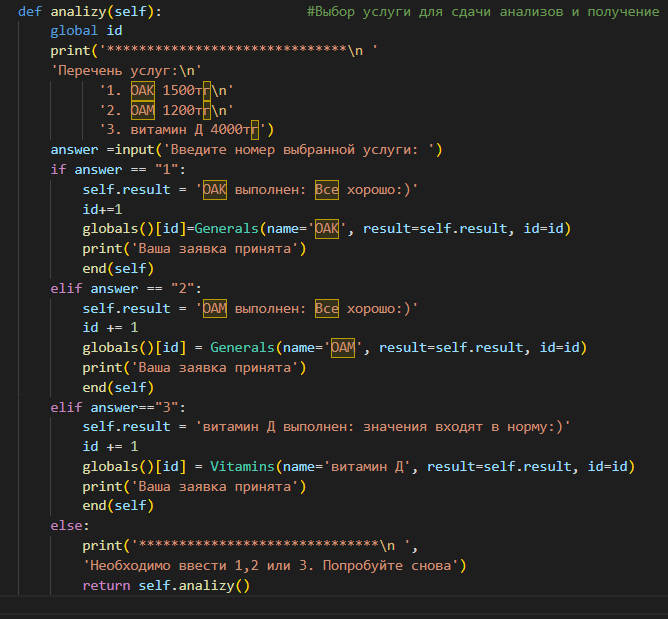 def analizy(self): #Выбор услуги для сдачи анализов и получение
global id
print('******************************\n '
'Перечень услуг:\n'
'1. ОАК 1500тг\n'
'2. ОАМ 1200тг\n'
'3. витамин Д 4000тг')
answer =input('Введите номер выбранной услуги: ')
if answer == "1":
self.result = 'ОАК выполнен: Все хорошо:)'
id+=1
globals()[id]=Generals(name='ОАК', result=self.result, id=id)
print('Ваша заявка принята')
end(self)
elif answer == "2":
self.result = 'ОАМ выполнен: Все хорошо:)'
id += 1
globals()[id] = Generals(name='ОАМ', result=self.result, id=id)
print('Ваша заявка принята')
end(self)
elif answer=="3":
self.result = 'витамин Д выполнен: значения входят в норму:)'
id += 1
globals()[id] = Vitamins(name='витамин Д', result=self.result, id=id)
print('Ваша заявка принята')
end(self)
else:
print('******************************\n ',
'Необходимо ввести 1,2 или 3. Попробуйте снова')
return self.analizy()